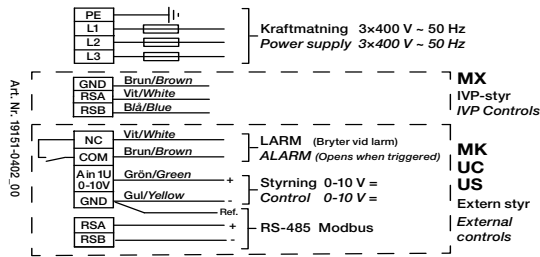 PE
L1
L2
L3
Kraftmatning 3×400 V ~ 50 Hz
Power supply 3×400 V ~ 50 Hz
GND Brun/Brown
RSA Vit/White
RSB Blå/Blue
MX
IVP-styr
IVP Controls
NC Vit/White
COM Brun/Brown
LARM (Bryter vid larm)
ALARM (Opens when triggered)
A in 1U
0-10V
Grön/Green +
GND Gul/Yellow -
Styrning 0-10 V =
Control 0-10 V =
Ref.
RSA +
RSB -
RS-485 Modbus
MK
UC
US
Extern styr
External
controls
Art. Nr. 19151-0402_00